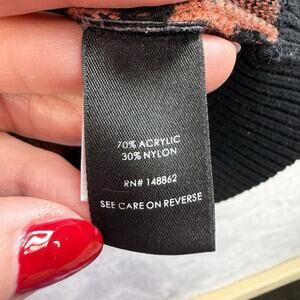 70% ACRYLIC
30% NYLON
RN# 148862
SEE CARE ON REVERSE